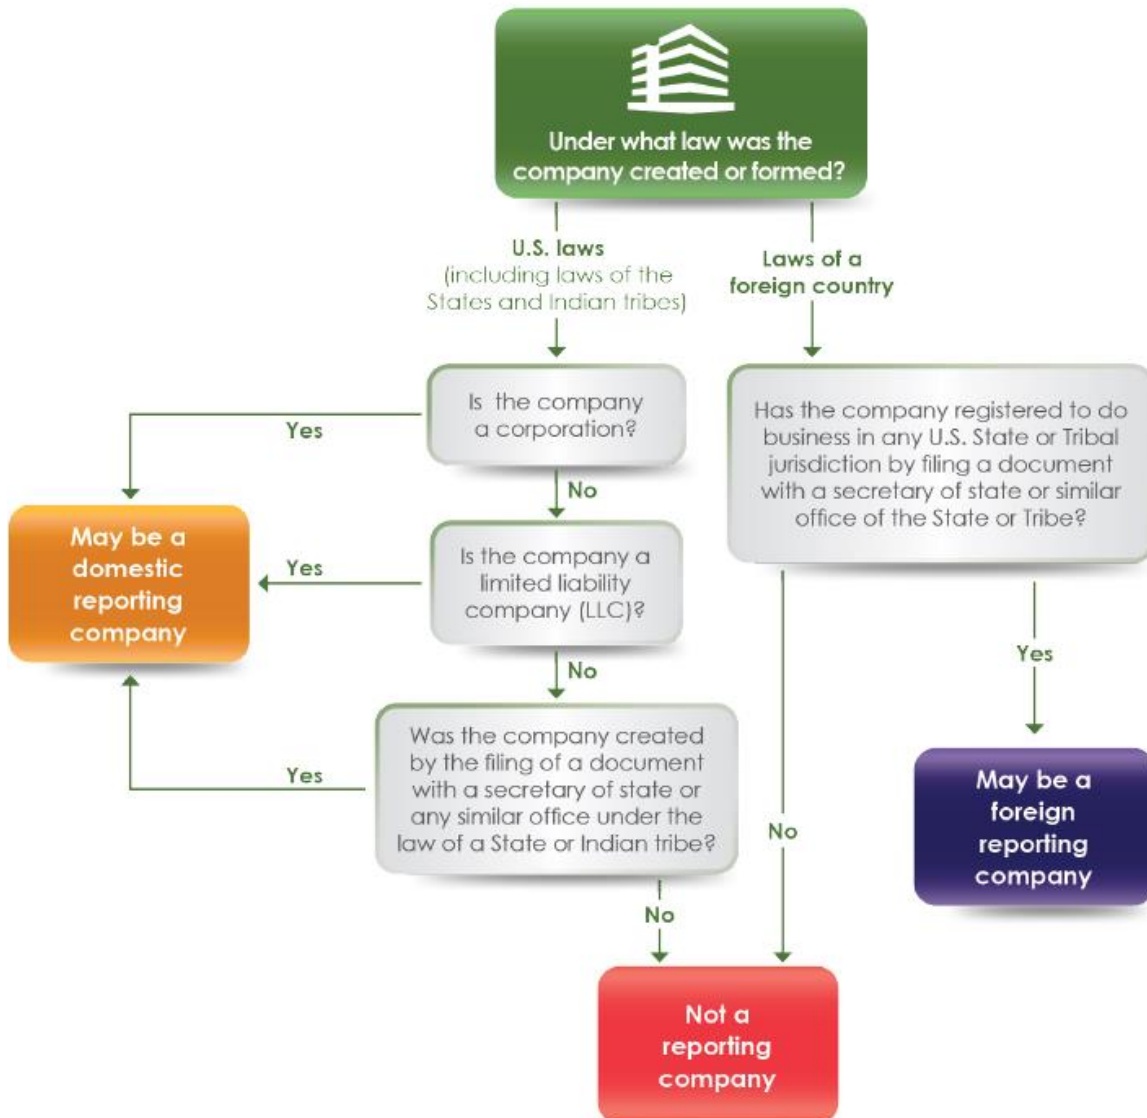 Under what law was the
company created or formed?
U.S. laws
(including laws of the
States and Indian tribes)
Laws of a
foreign country
Is the company
a corporation?
Has the company registered to do
business in any U.S. State or Tribal
jurisdiction by filing a document
with a secretary of state or similar
office of the State or Tribe?
Yes
No
May be a
domestic
reporting
company
Yes
Is the company a
limited liability
company (LLC)?
No
Yes
Was the company created
by the filing of a document
with a secretary of state or
any similar office under the
law of a State or Indian tribe?
Yes
May be a
foreign
reporting
company
No
No
Not a
reporting
company